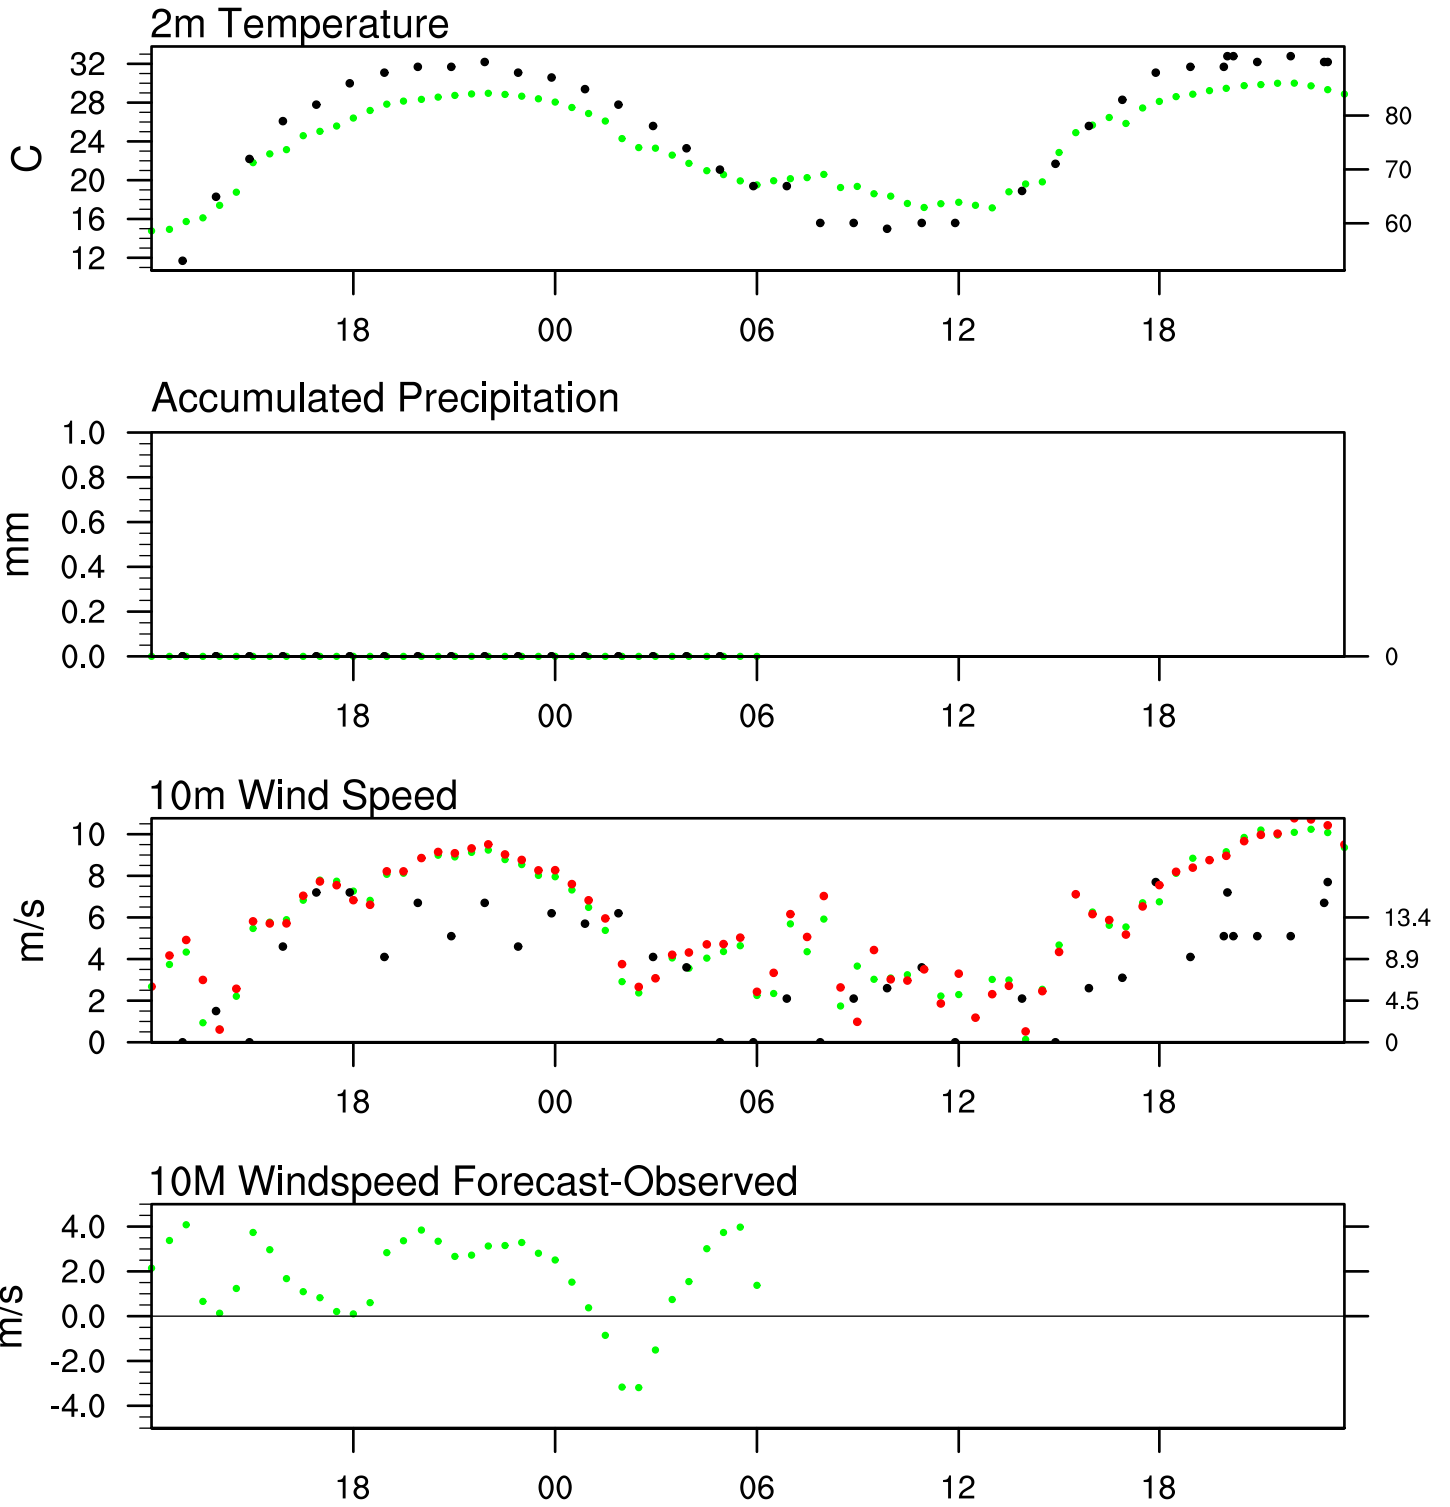 2m Temperature
32
28
24
20
16
12
C
80
70
60
18 00 06 12 18
Accumulated Precipitation
1.0
0.8
0.6
0.4
0.2
0.0
mm
0
18 00 06 12 18
10m Wind Speed
10
8
6
4
2
0
m/s
13.4
8.9
4.5
0
18 00 06 12 18
10M Windspeed Forecast-Observed
4.0
2.0
0.0
-2.0
-4.0
m/s
18 00 06 12 18